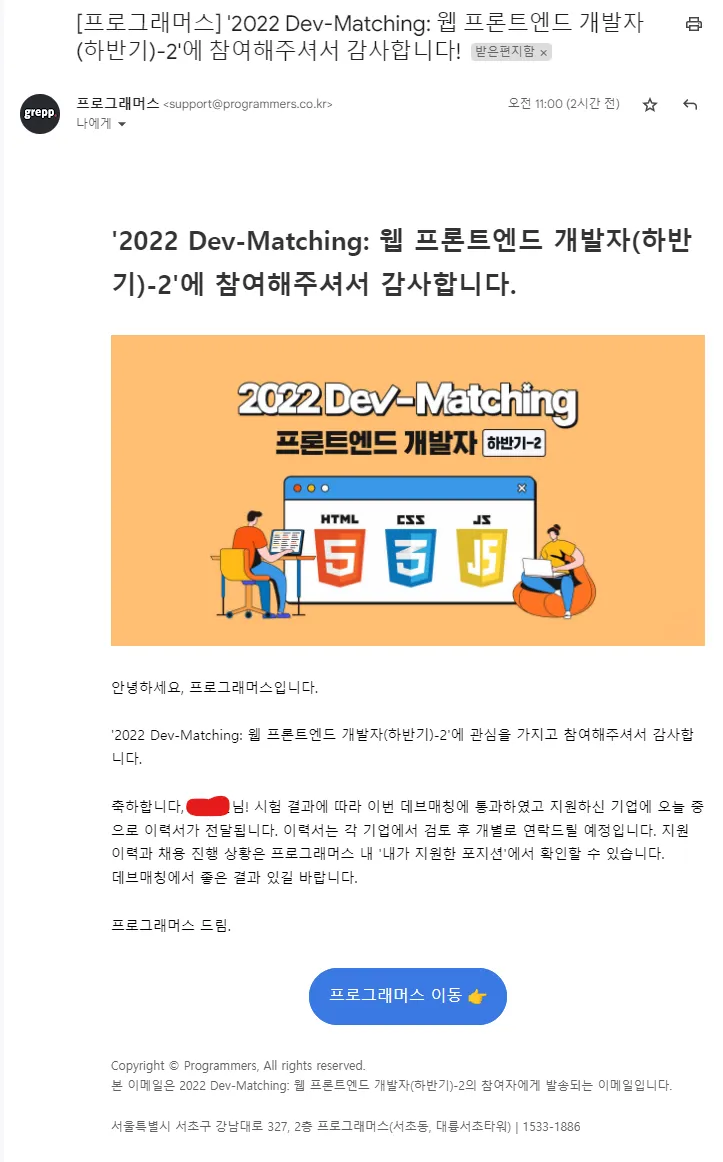 [프로그래머스] '2022 Dev-Matching: 웹 프론트엔드 개발자
(하반기)-2'에 참여해주셔서 감사합니다! 받은편지함 ×
grepp
프로그래머스 <support@programmers.co.kr>
오전 11:00 (2시간 전)
나에게
'2022 Dev-Matching: 웹 프론트엔드 개발자(하반
기)-2'에 참여해주셔서 감사합니다.
2022 Dev-Matching
프론트엔드 개발자 하반기-2
HTML CSS JS
5 3 JS
안녕하세요, 프로그래머스입니다.
'2022 Dev-Matching: 웹 프론트엔드 개발자(하반기)-2'에 관심을 가지고 참여해주셔서 감사합
니다.
축하합니다, 님! 시험 결과에 따라 이번 데브매칭에 통과하였고 지원하신 기업에 오늘 중
으로 이력서가 전달됩니다. 이력서는 각 기업에서 검토 후 개별로 연락드릴 예정입니다. 지원
이력과 채용 진행 상황은 프로그래머스 내 '내가 지원한 포지션'에서 확인할 수 있습니다.
데브매칭에서 좋은 결과 있길 바랍니다.
프로그래머스 드림.
프로그래머스 이동 👉
Copyright © Programmers, All rights reserved.
본 이메일은 2022 Dev-Matching: 웹 프론트엔드 개발자(하반기)-2의 참여자에게 발송되는 이메일입니다.
서울특별시 서초구 강남대로 327, 2층 프로그래머스(서초동, 대륭서초타워) | 1533-1886